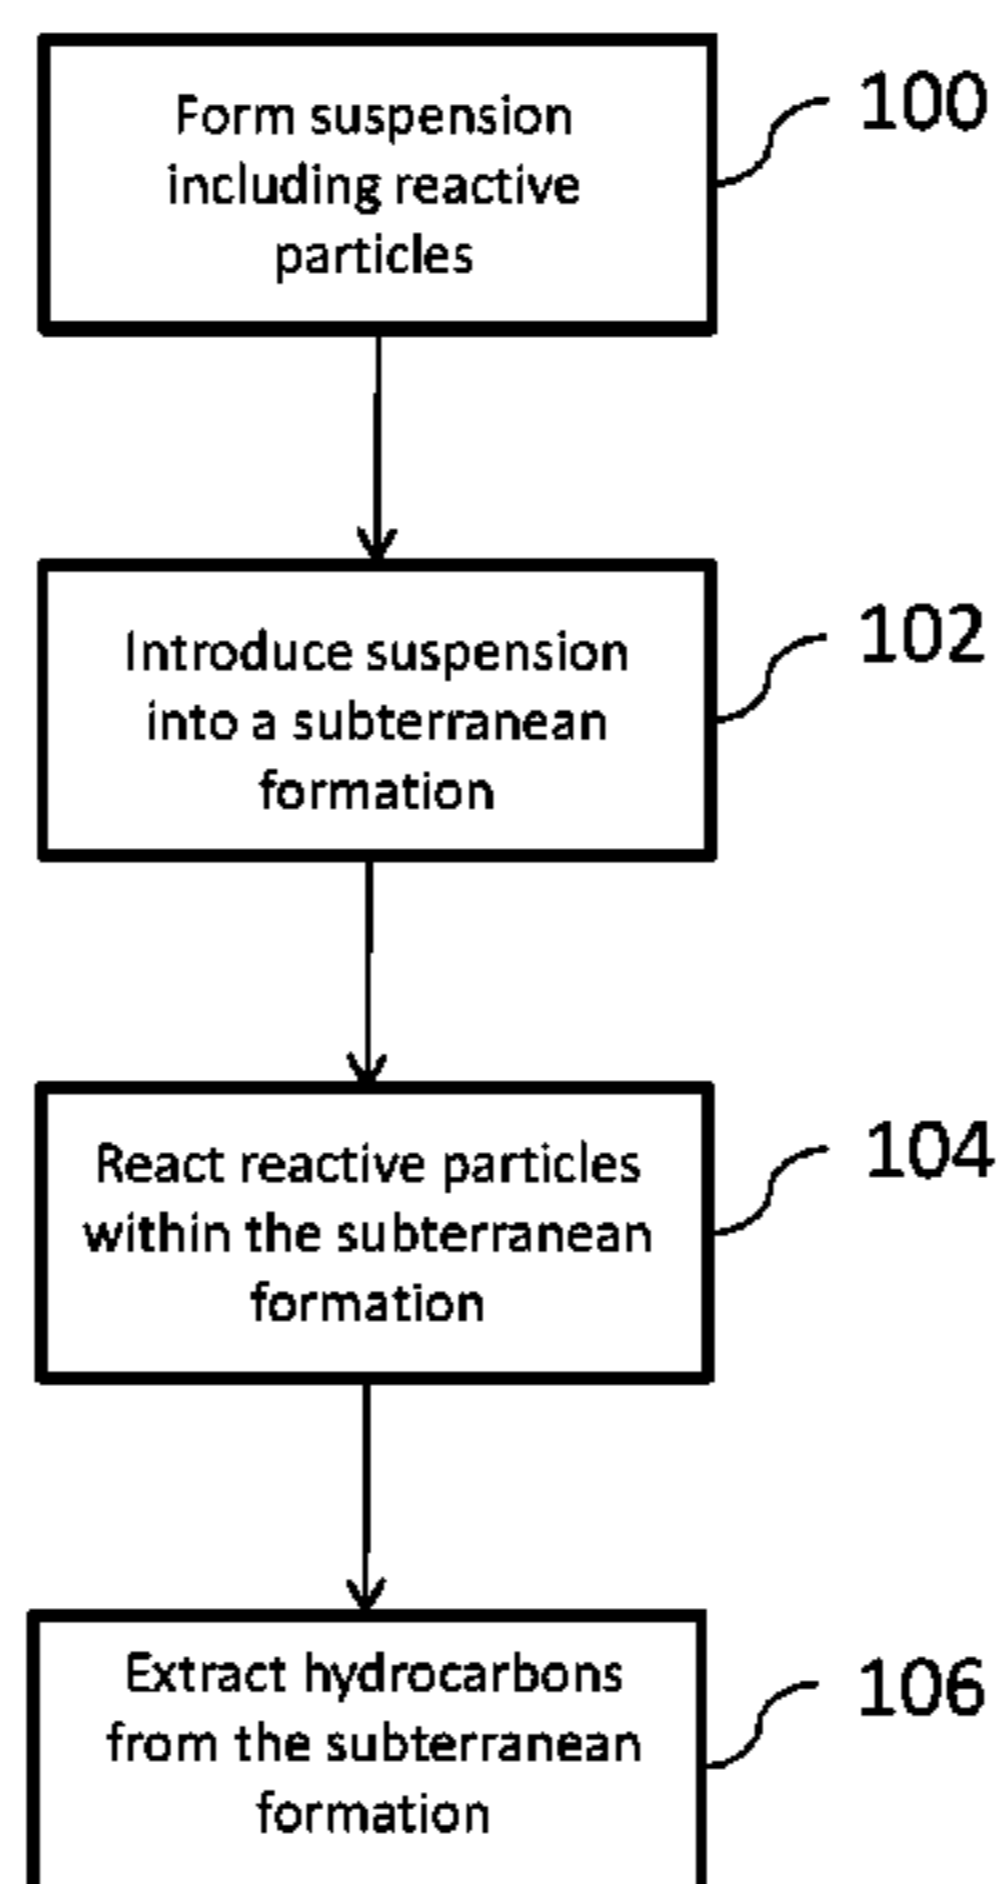 Form suspension
including reactive
particles
100
Introduce suspension
into a subterranean
formation
102
React reactive particles
within the subterranean
formation
104
Extract hydrocarbons
from the subterranean
formation
106